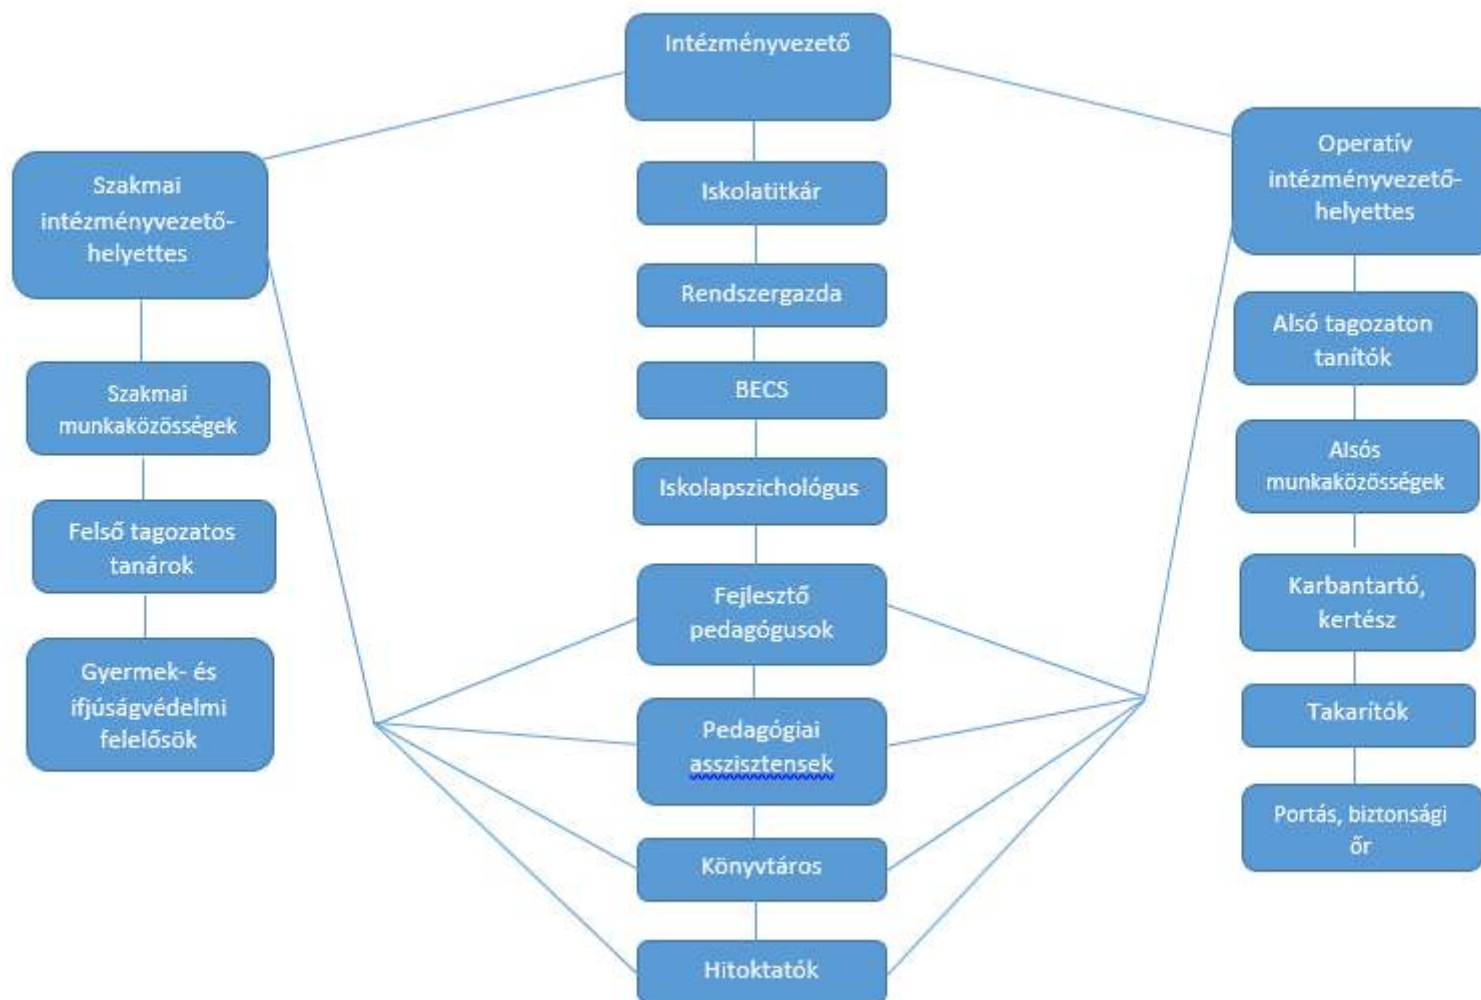 Intézményvezető
Szakmai
intézményvezető-
helyettes
Szakmai
munkaközösségek
Felső tagozatos
tanárok
Gyermek- és
ifjúságvédelmi
felelősök
Iskolatitkár
Rendszergazda
BECS
Iskolapszichológus
Fejlesztő
pedagógusok
Pedagógiai
asszisztensek
Könyvtáros
Hitoktatók
Operatív
intézményvezető-
helyettes
Alsó tagozaton
tanítók
Alsós
munkaközösségek
Karbantartó,
kertész
Takarítók
Portás, biztonsági
őr